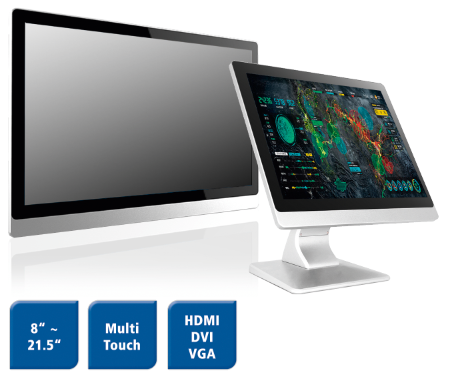 8“ ~
21.5“
Multi
Touch
HDMI
DVI
VGA